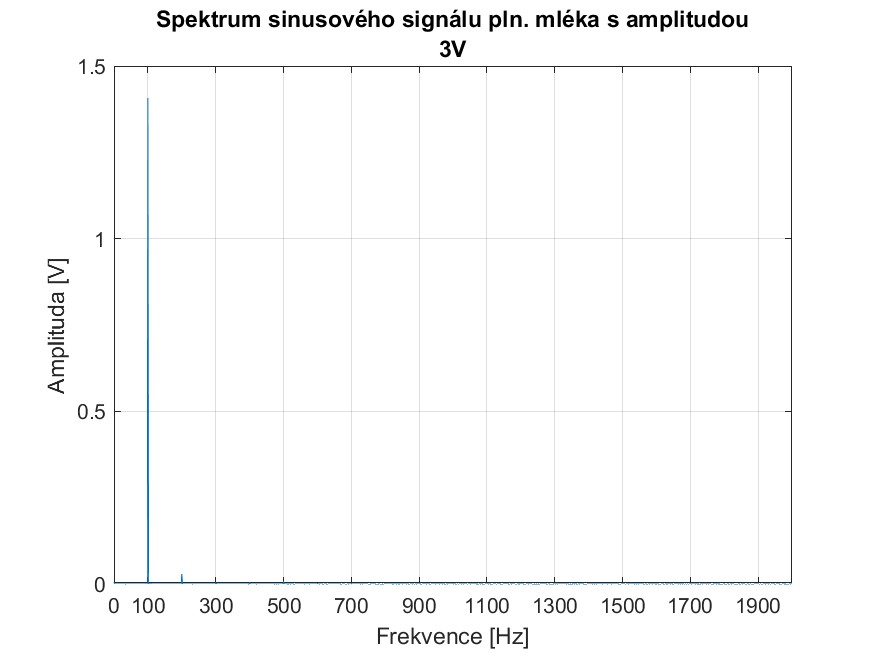 Spektrum sinusového signálu pln. mléka s amplitudou
3V
1.5
1
0.5
0
0 100 300 500 700 900 1100 1300 1500 1700 1900
Amplituda [V]
Frekvence [Hz]